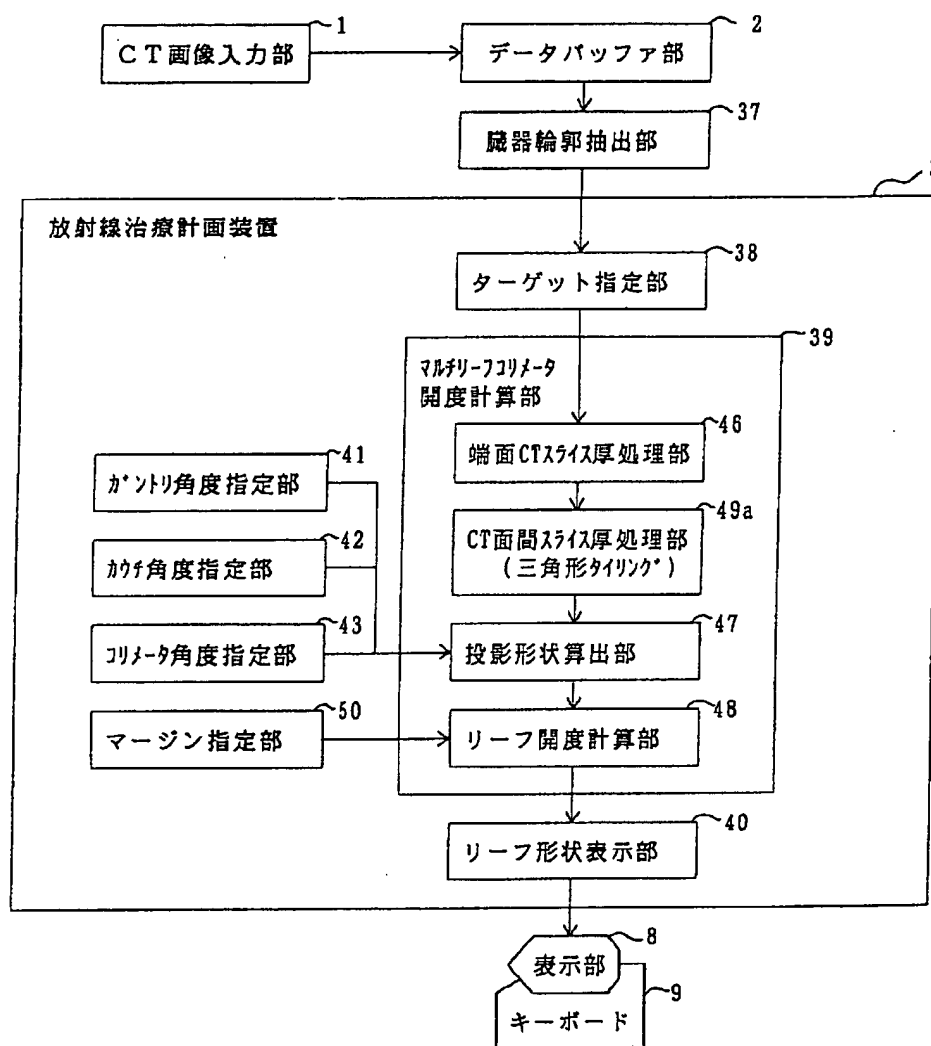 1
CT画像入力部
2
データバッファ部
37
臓器輪郭抽出部
放射線治療計画装置
38
ターゲット指定部
39
マルチリーフコリメータ
開度計算部
46
端面CTスライス厚処理部
49a
CT面間スライス厚処理部
(三角形タイリング)
41
ガントリ角度指定部
42
カウチ角度指定部
43
コリメータ角度指定部
47
投影形状算出部
50
マージン指定部
48
リーフ開度計算部
40
リーフ形状表示部
8
表示部
9
キーボード